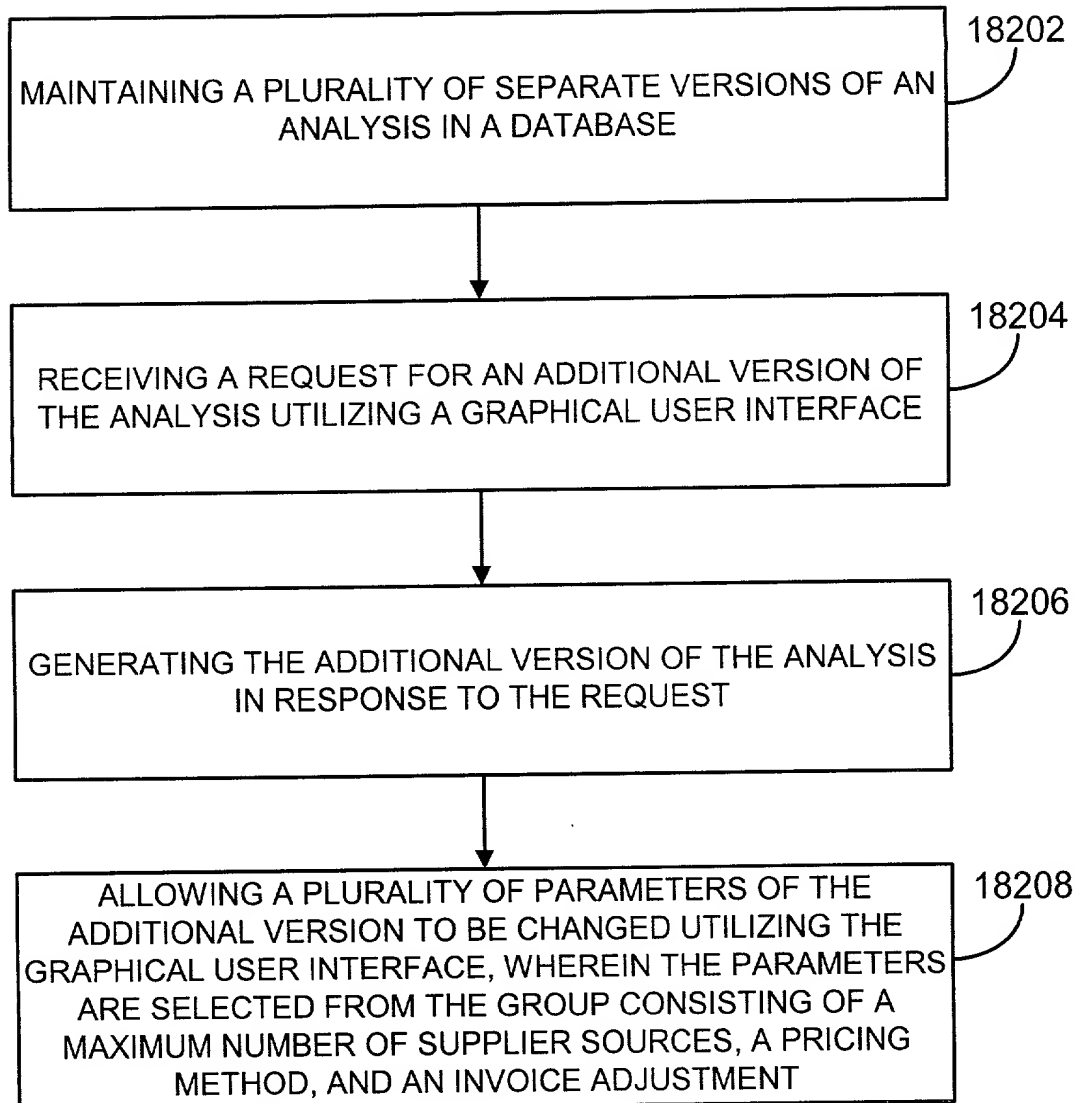 18202
MAINTAINING A PLURALITY OF SEPARATE VERSIONS OF AN
ANALYSIS IN A DATABASE
18204
RECEIVING A REQUEST FOR AN ADDITIONAL VERSION OF
THE ANALYSIS UTILIZING A GRAPHICAL USER INTERFACE
18206
GENERATING THE ADDITIONAL VERSION OF THE ANALYSIS
IN RESPONSE TO THE REQUEST
18208
ALLOWING A PLURALITY OF PARAMETERS OF THE
ADDITIONAL VERSION TO BE CHANGED UTILIZING THE
GRAPHICAL USER INTERFACE, WHEREIN THE PARAMETERS
ARE SELECTED FROM THE GROUP CONSISTING OF A
MAXIMUM NUMBER OF SUPPLIER SOURCES, A PRICING
METHOD, AND AN INVOICE ADJUSTMENT